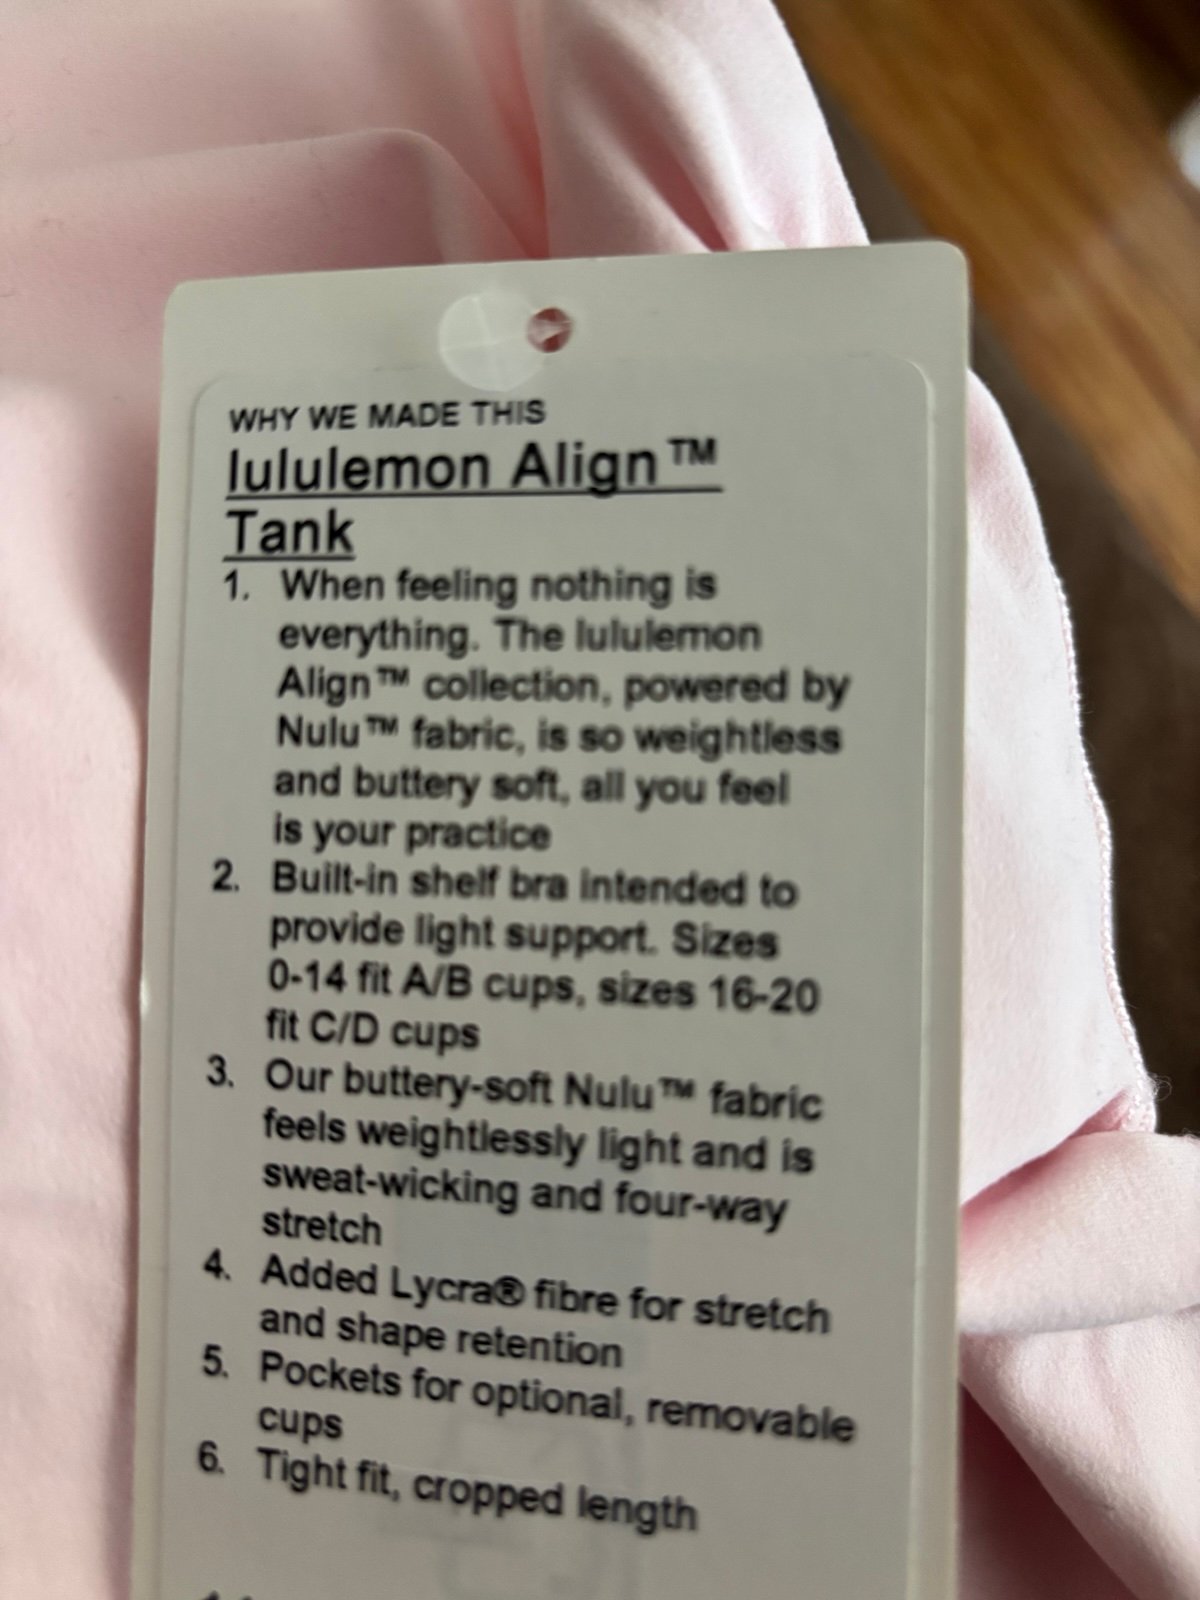 WHY WE MADE THIS
lululemon Align™
Tank
1. When feeling nothing is
everything. The lululemon
Align™ collection, powered by
Nulu™ fabric, is so weightless
and buttery soft, all you feel
is your practice
2. Built-in shelf bra intended to
provide light support. Sizes
0-14 fit A/B cups, sizes 16-20
fit C/D cups
3. Our buttery-soft Nulu™ fabric
feels weightlessly light and is
sweat-wicking and four-way
stretch
4. Added Lycra® fibre for stretch
and shape retention
5. Pockets for optional, removable
cups
6. Tight fit, cropped length